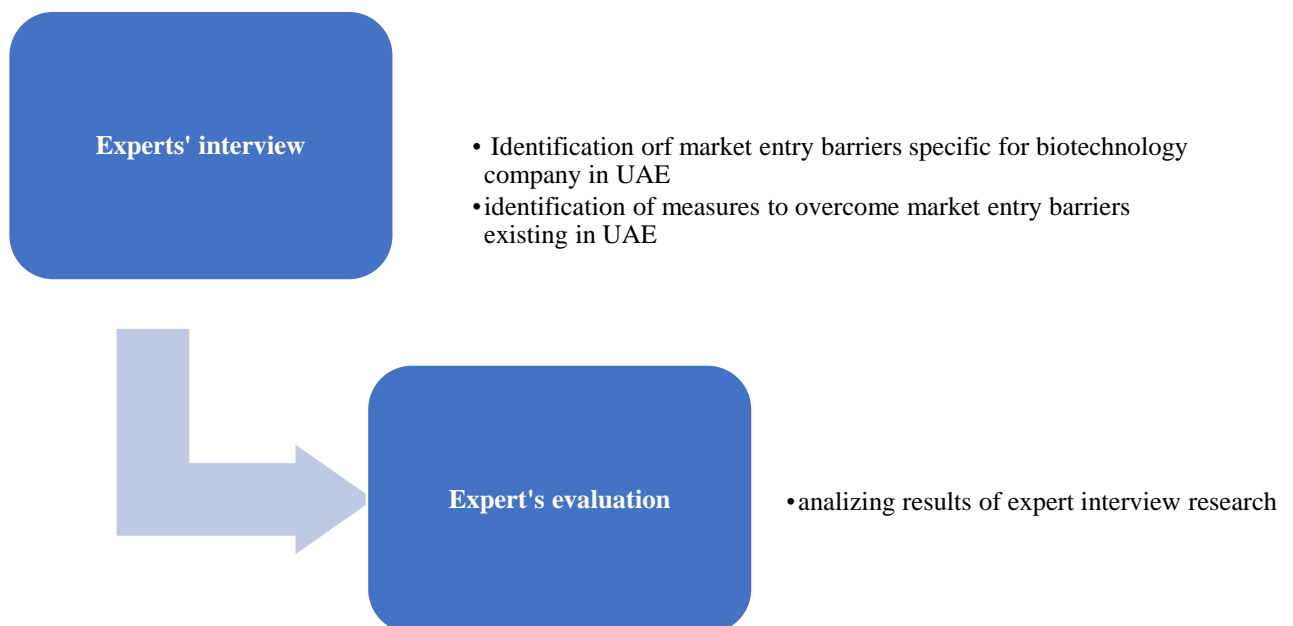 Experts' interview
• Identification orf market entry barriers specific for biotechnology
company in UAE
•identification of measures to overcome market entry barriers
existing in UAE
Expert's evaluation
•analizing results of expert interview research